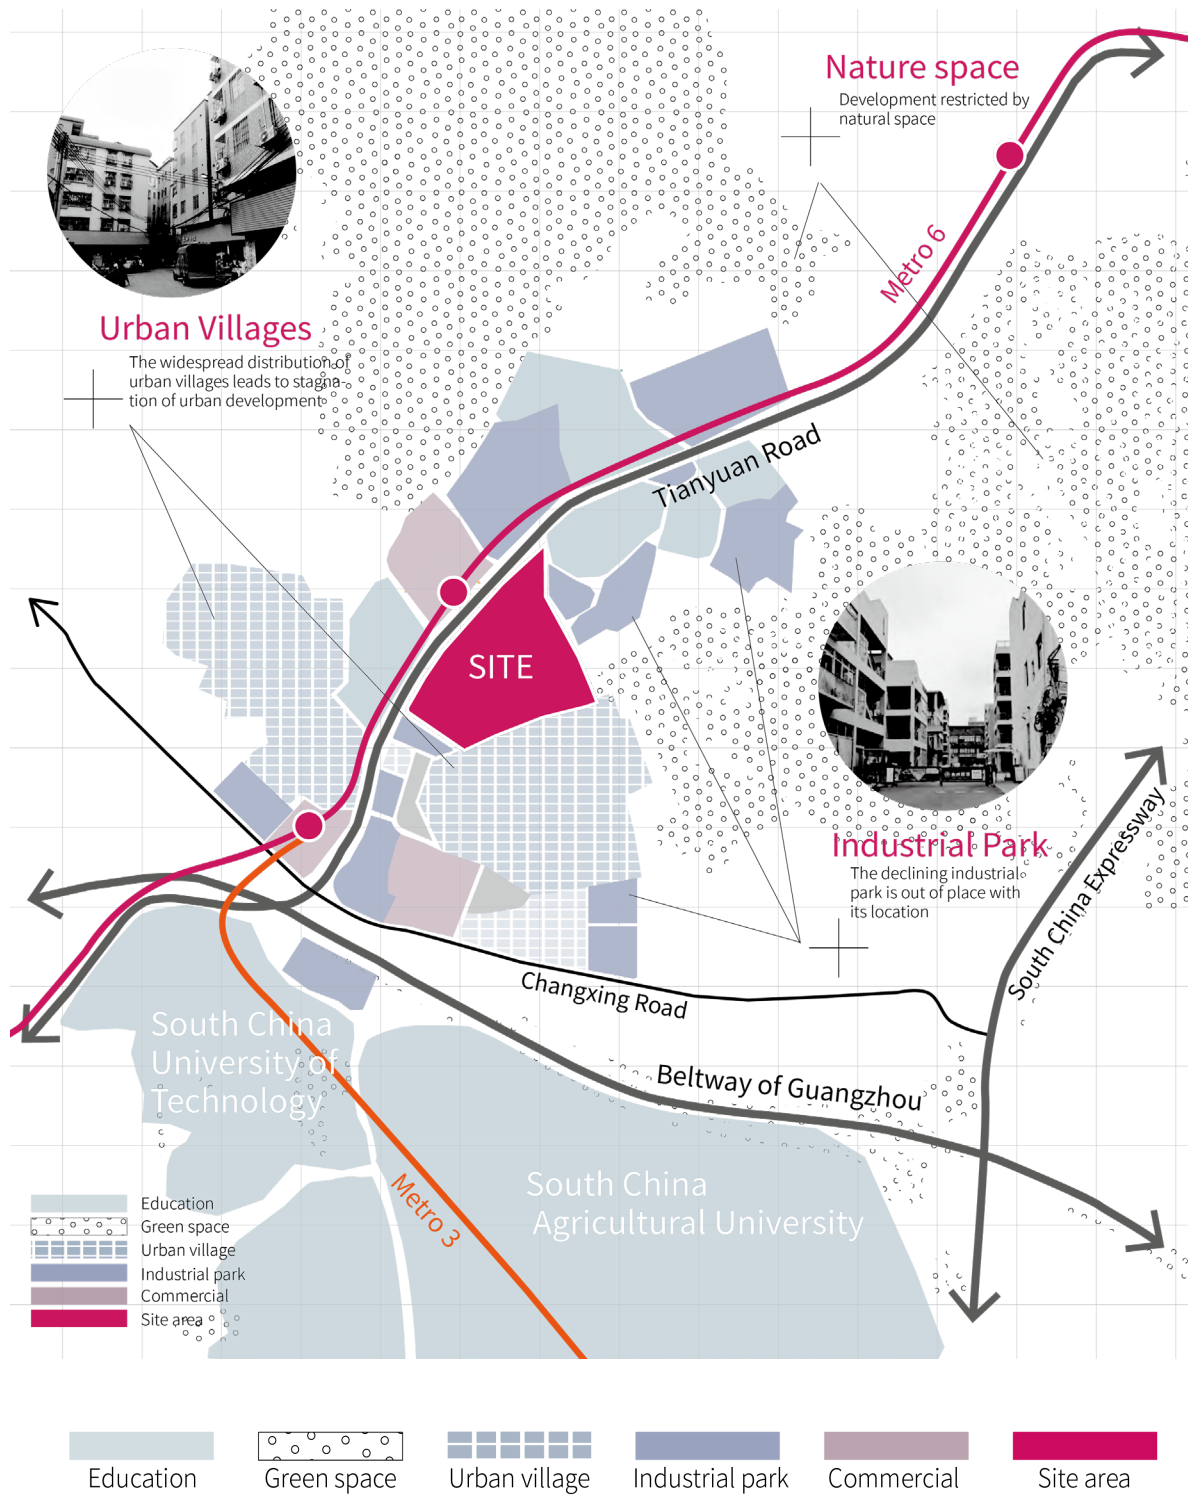 Nature space
Development restricted by
natural space
Metro 6
Urban Villages
The widespread distribution of
urban villages leads to stagna-
tion of urban development
Tianyuan Road
SITE
Industrial Park
The declining industrial
park is out of place with
its location
South China Expressway
Changxing Road
Beltway of Guangzhou
South China
University of
Technology
South China
Agricultural University
Metro 3
Education
Green space
Urban village
Industrial park
Commercial
Site area
Education
Green space
Urban village
Industrial park
Commercial
Site area